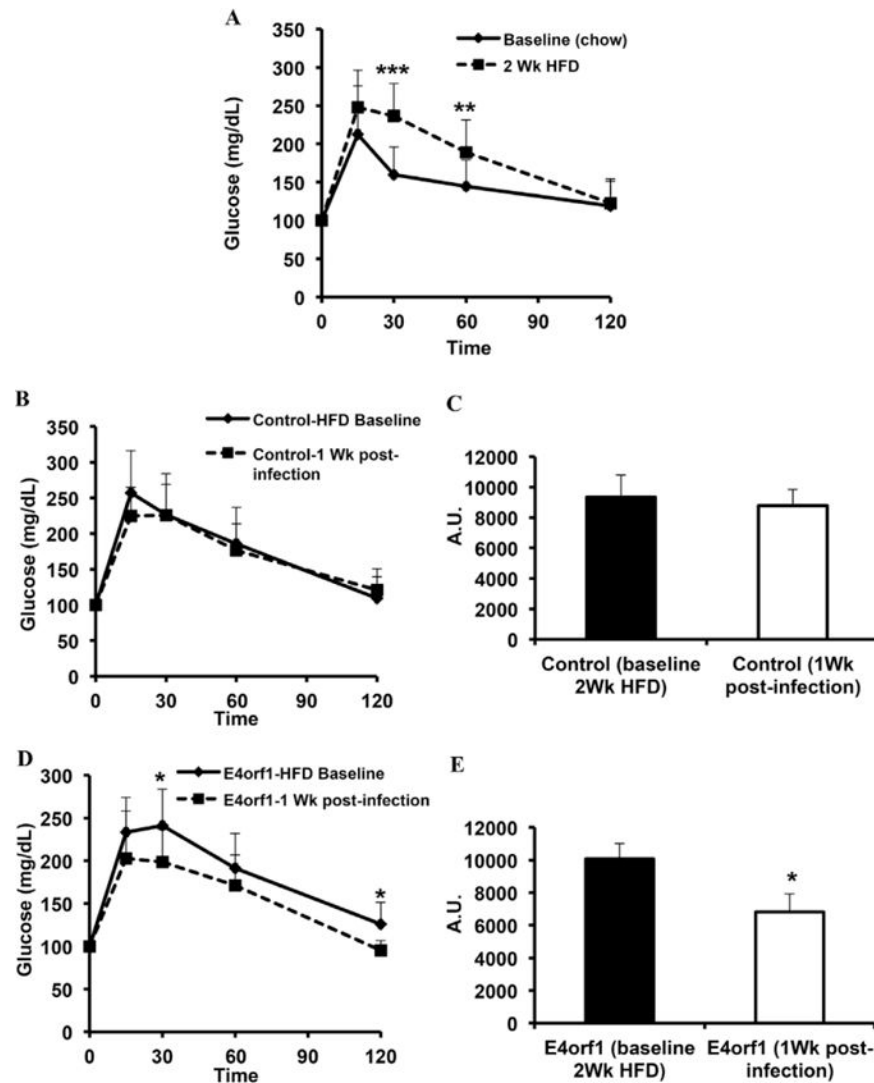 A
Baseline (chow)
2 Wk HFD
***
**
350
300
250
200
150
100
50
0
Glucose (mg/dL)
0 30 60 90 120
Time
B
Control-HFD Baseline
Control-1 Wk post-
infection
350
300
250
200
150
100
50
0
Glucose (mg/dL)
0 30 60 90 120
Time
C
12000
10000
8000
6000
4000
2000
0
A.U.
Control (baseline
2Wk HFD)
Control (1Wk
post-infection)
D
E4orf1-HFD Baseline
E4orf1-1 Wk post-infection
*
*
300
250
200
150
100
50
0
Glucose (mg/dL)
0 30 60 90 120
Time
E
12000
10000
8000
6000
4000
2000
0
A.U.
*
E4orf1 (baseline
2Wk HFD)
E4orf1 (1Wk post-
infection)